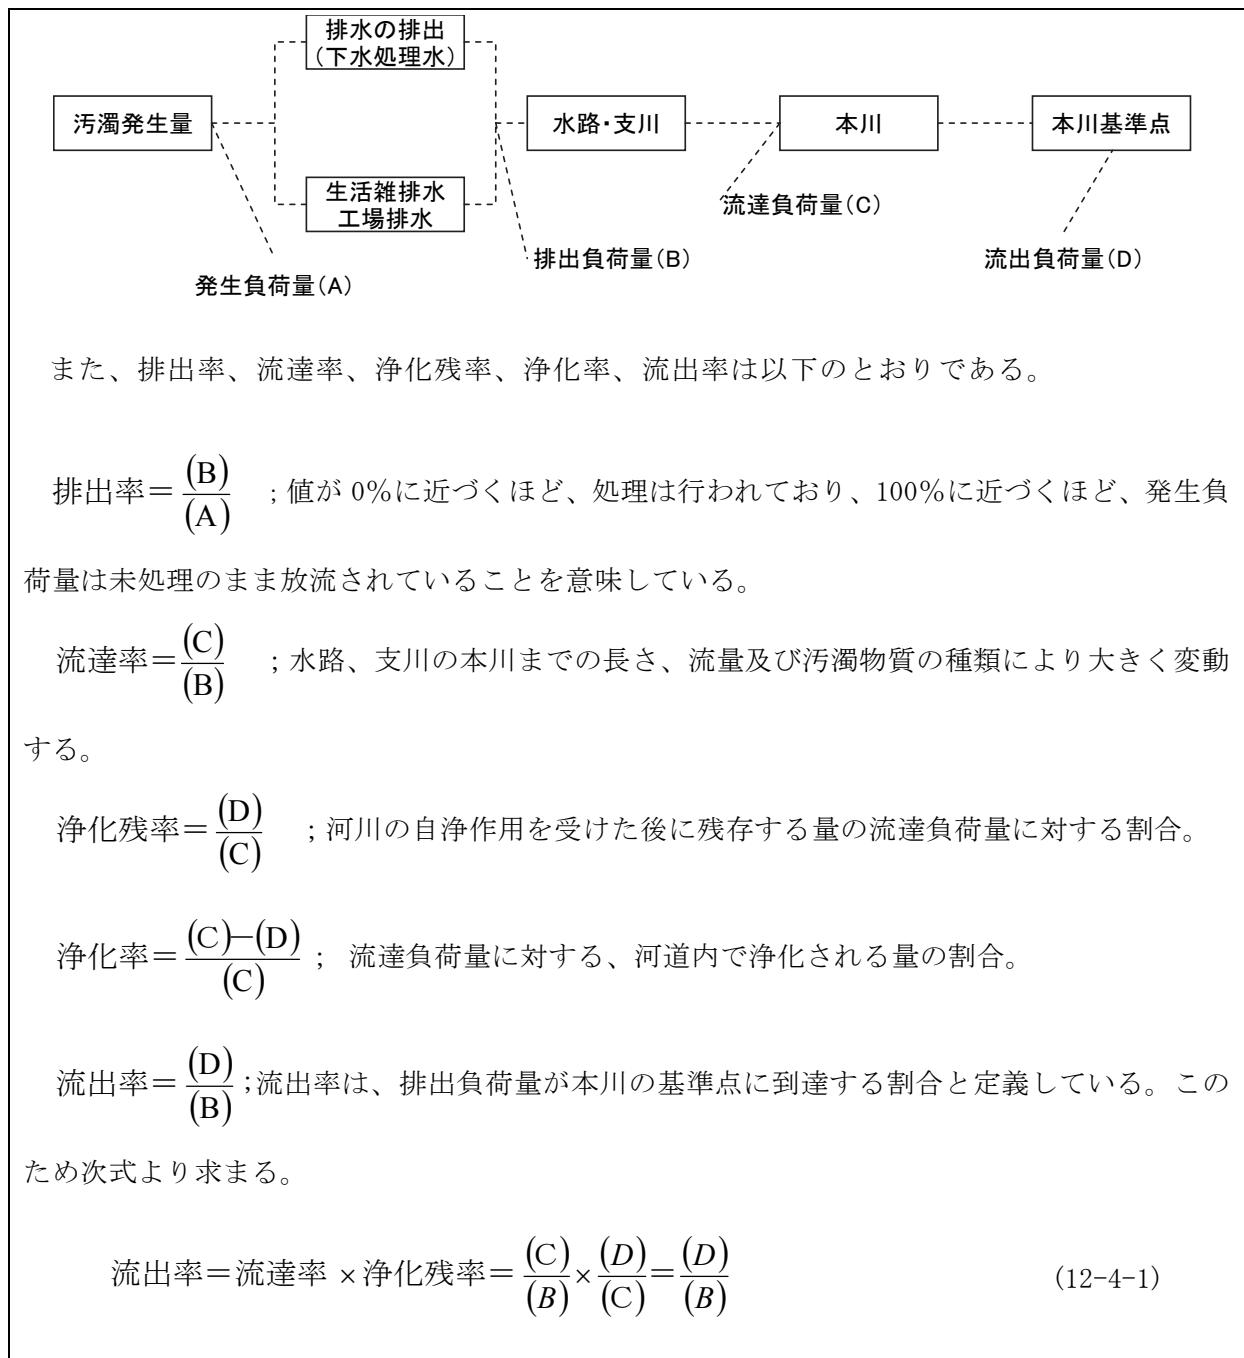 排水の排出
（下水処理水）
汚濁発生量
水路・支川
本川
本川基準点
生活雑排水
工場排水
流達負荷量（C）
排出負荷量（B）
流出負荷量（D）
発生負荷量（A）
また、排出率、流達率、浄化残率、浄化率、流出率は以下のとおりである。
排出率＝(B)/(A) ；値が 0%に近づくほど、処理は行われており、100%に近づくほど、発生負
荷量は未処理のまま放流されていることを意味している。
流達率＝(C)/(B) ；水路、支川の本川までの長さ、流量及び汚濁物質の種類により大きく変動
する。
浄化残率＝(D)/(C) ；河川の自浄作用を受けた後に残存する量の流達負荷量に対する割合。
浄化率＝(C)－(D)/(C) ； 流達負荷量に対する、河道内で浄化される量の割合。
流出率＝(D)/(B) ;流出率は、排出負荷量が本川の基準点に到達する割合と定義している。この
ため次式より求まる。
流出率＝流達率 ×浄化残率＝(C)/(B)×(D)/(C)＝(D)/(B) (12-4-1)